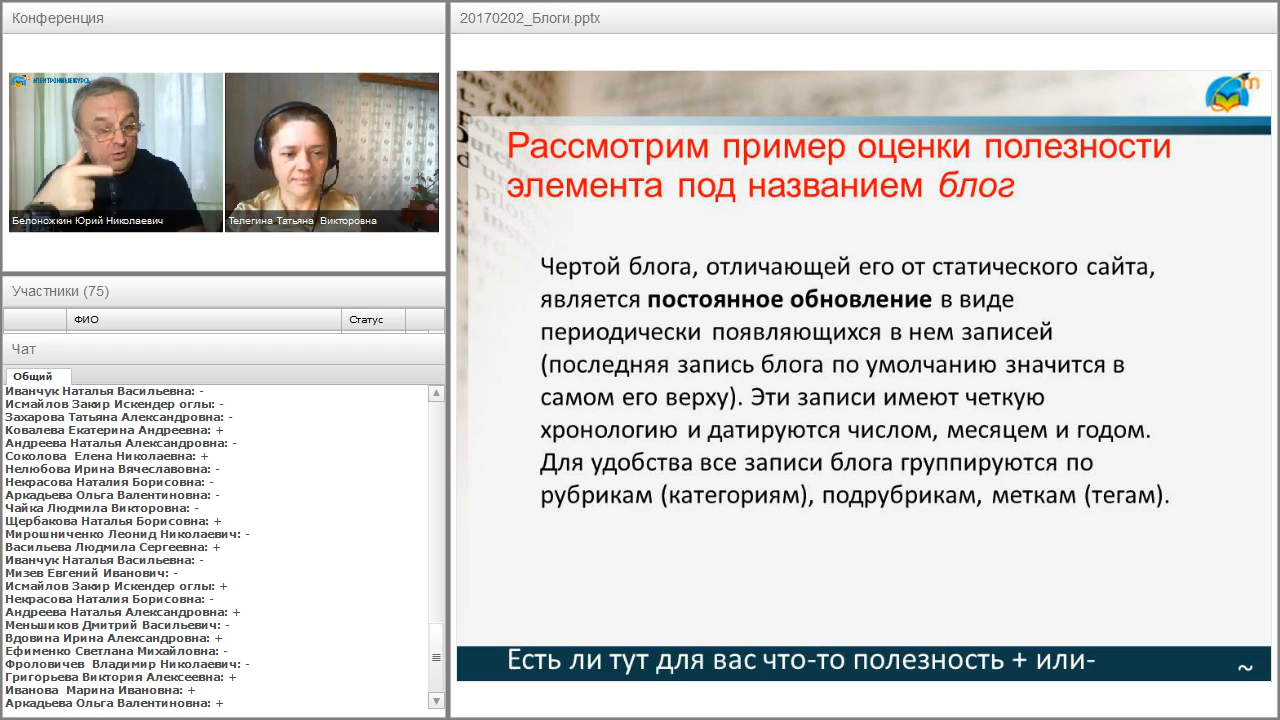 Конференция
ЭЛЕКТРОННЫЕ КУРСЫ
Белоножкин Юрий Николаевич
Телегина Татьяна Викторовна
Участники (75)
ФИО
Статус
Чат
Общий
Иванчук Наталья Васильевна: -
Исмайлов Закир Искендер оглы: -
Захарова Татьяна Александровна: -
Ковалева Екатерина Андреевна: +
Андреева Наталья Александровна: -
Соколова Елена Николаевна: +
Нелюбова Ирина Вячеславовна: -
Некрасова Наталия Борисовна: -
Аркадьева Ольга Валентиновна: -
Чайка Людмила Викторовна: -
Щербакова Наталья Борисовна: +
Мирошниченко Леонид Николаевич: -
Васильева Людмила Сергеевна: +
Иванчук Наталья Васильевна: -
Мизев Евгений Иванович: -
Исмайлов Закир Искендер оглы: +
Некрасова Наталия Борисовна: -
Андреева Наталья Александровна: +
Меньшиков Дмитрий Васильевич: -
Вдовина Ирина Александровна: +
Ефименко Светлана Михайловна: -
Фроловичев Владимир Николаевич: -
Григорьева Виктория Алексеевна: +
Иванова Марина Ивановна: +
Аркадьева Ольга Валентиновна: +
20170202_Блоги.pptx
Рассмотрим пример оценки полезности
элемента под названием блог
Чертой блога, отличающей его от статического сайта,
является постоянное обновление в виде
периодически появляющихся в нем записей
(последняя запись блога по умолчанию значится в
самом его верху). Эти записи имеют четкую
хронологию и датируются числом, месяцем и годом.
Для удобства все записи блога группируются по
рубрикам (категориям), подрубрикам, меткам (тегам).
Есть ли тут для вас что-то полезность + или-
~